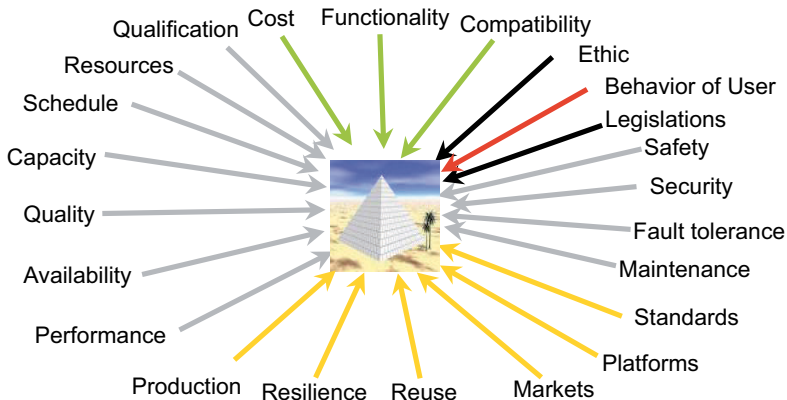 Cost
Functionality
Compatibility
Qualification
Ethic
Resources
Behavior of User
Schedule
Legislations
Safety
Capacity
Security
Quality
Fault tolerance
Availability
Maintenance
Performance
Standards
Platforms
Production
Resilience
Reuse
Markets